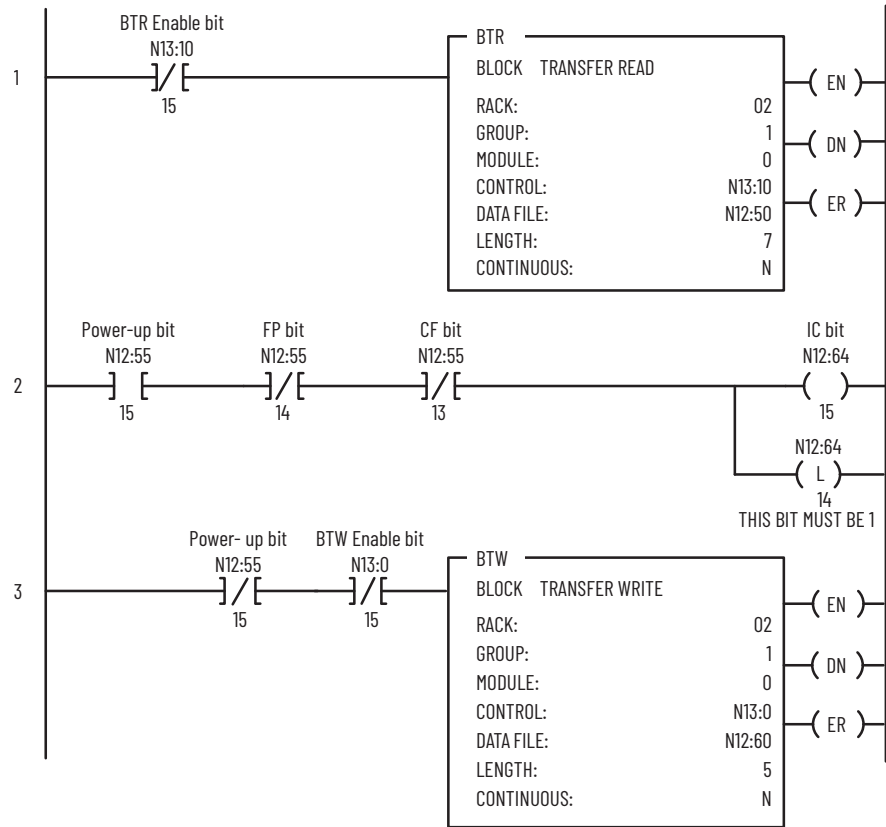 BTR Enable bit
N13:10
1
15
BTR
BLOCK TRANSFER READ
RACK: 02
GROUP: 1
MODULE: 0
CONTROL: N13:10
DATA FILE: N12:50
LENGTH: 7
CONTINUOUS: N
EN
DN
ER
Power-up bit FP bit CF bit IC bit
N12:55 N12:55 N12:55 N12:64
2
15 14 13 15
N12:64
L
14
THIS BIT MUST BE 1
Power- up bit BTW Enable bit
N12:55 N13:0
3
15 15
BTW
BLOCK TRANSFER WRITE
RACK: 02
GROUP: 1
MODULE: 0
CONTROL: N13:0
DATA FILE: N12:60
LENGTH: 5
CONTINUOUS: N
EN
DN
ER